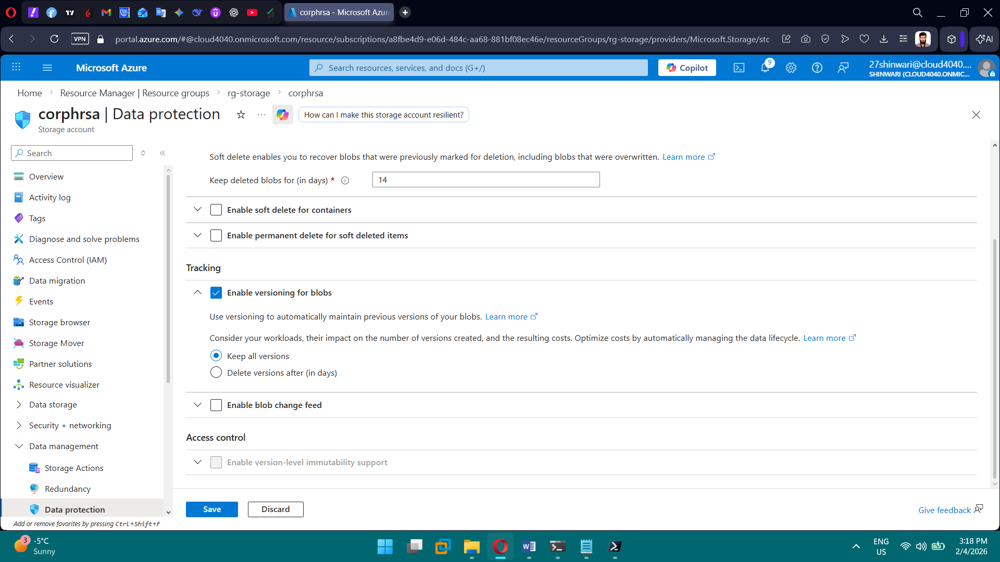 corphrsa - Microsoft Azure
VPN
portal.azure.com/#@cloud4040.onmicrosoft.com/resource/subscriptions/a8fbe4d9-e06d-484c-aa68-881bf08ec46e/resourceGroups/rg-storage/providers/Microsoft.Storage/stc
AI
Microsoft Azure
Search resources, services, and docs (G+/)
Copilot
9
27shinwari@cloud4040....
SHINWARI (CLOUD4040.ONMIC...
Home > Resource Manager | Resource groups > rg-storage > corphrsa
corphrsa | Data protection
How can I make this storage account resilient?
Storage account
Search
Overview
Activity log
Tags
Diagnose and solve problems
Access Control (IAM)
Data migration
Events
Storage browser
Storage Mover
Partner solutions
Resource visualizer
Data storage
Security + networking
Data management
Storage Actions
Redundancy
Data protection
Add or remove favorites by pressing Ctrl+Shift+F
Soft delete enables you to recover blobs that were previously marked for deletion, including blobs that were overwritten. Learn more
Keep deleted blobs for (in days) *
14
Enable soft delete for containers
Enable permanent delete for soft deleted items
Tracking
Enable versioning for blobs
Use versioning to automatically maintain previous versions of your blobs. Learn more
Consider your workloads, their impact on the number of versions created, and the resulting costs. Optimize costs by automatically managing the data lifecycle. Learn more
Keep all versions
Delete versions after (in days)
Enable blob change feed
Access control
Enable version-level immutability support
Save
Discard
Give feedback
3
-5°C
Sunny
ENG
US
3:18 PM
2/4/2026